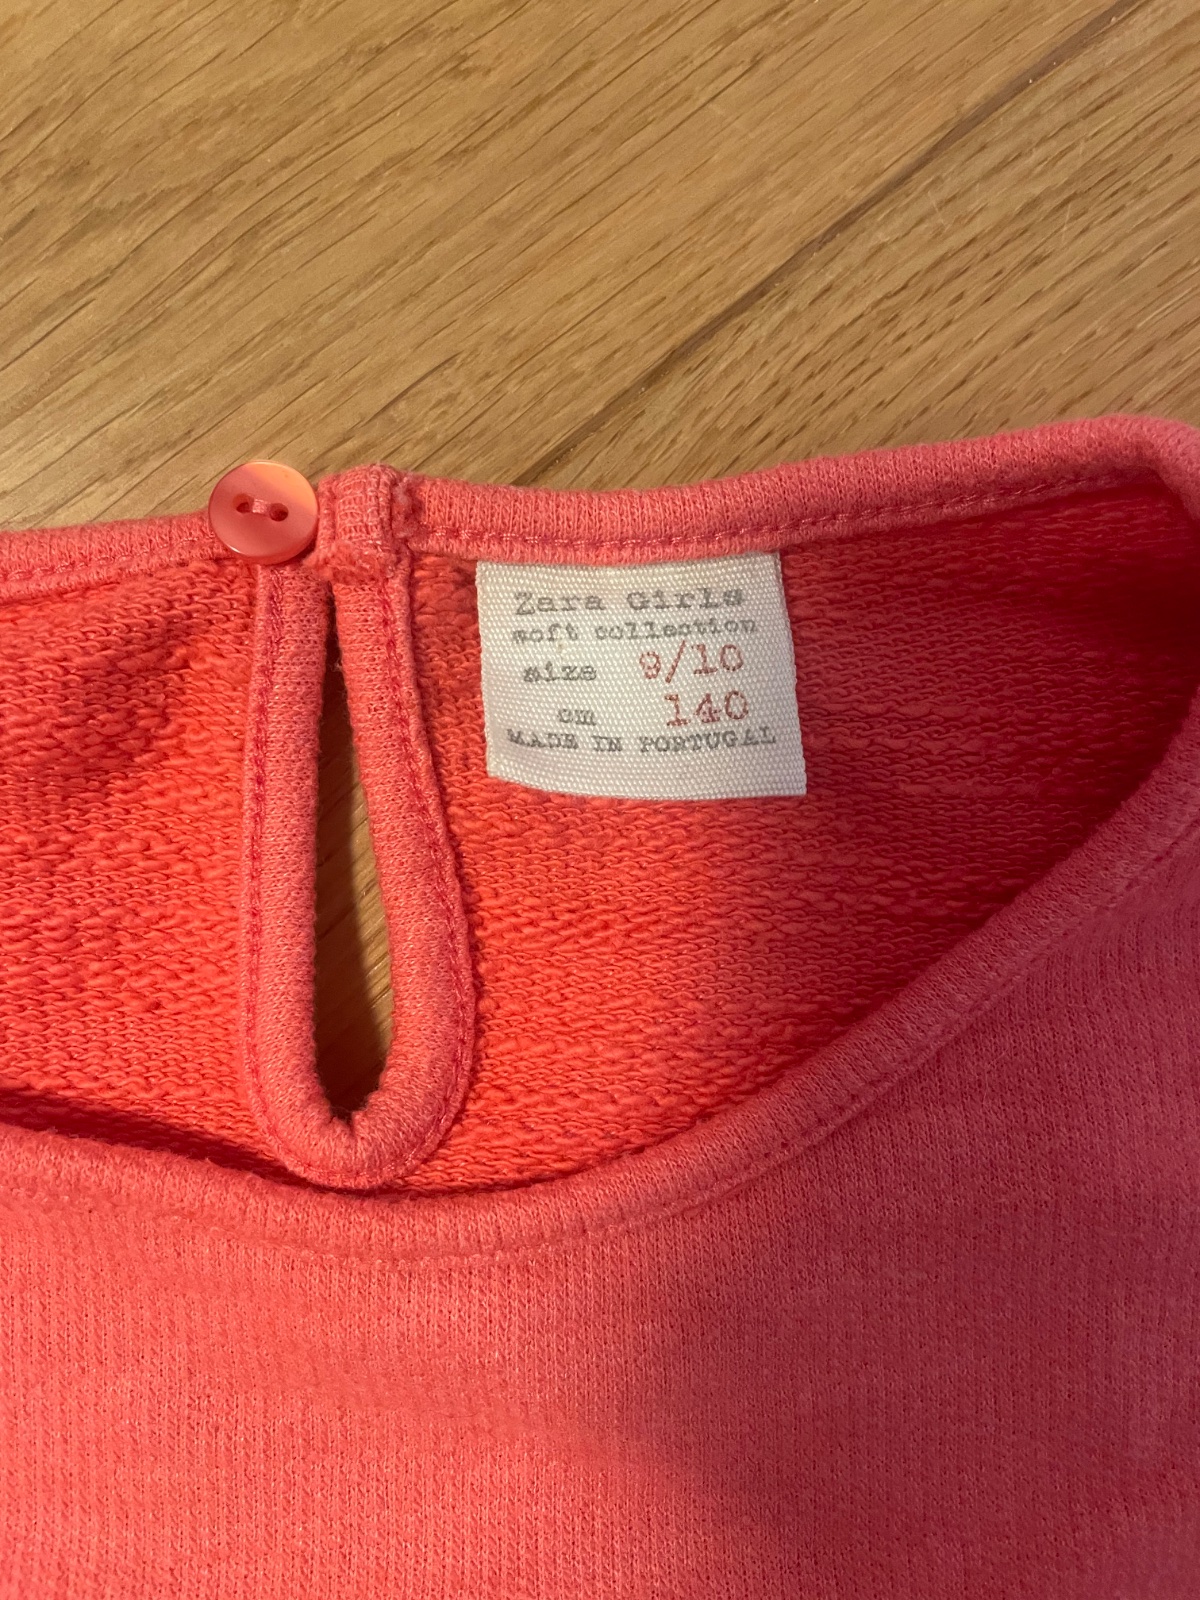 Zara Girls
soft collection
size 9/10
cm 140
MADE IN PORTUGAL